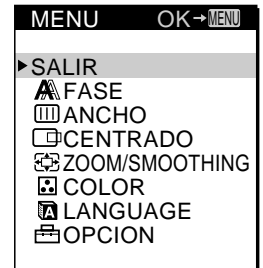 MENU OK→MENU
SALIR
FASE
ANCHO
CENTRADO
ZOOM/SMOOTHING
COLOR
LANGUAGE
OPCION